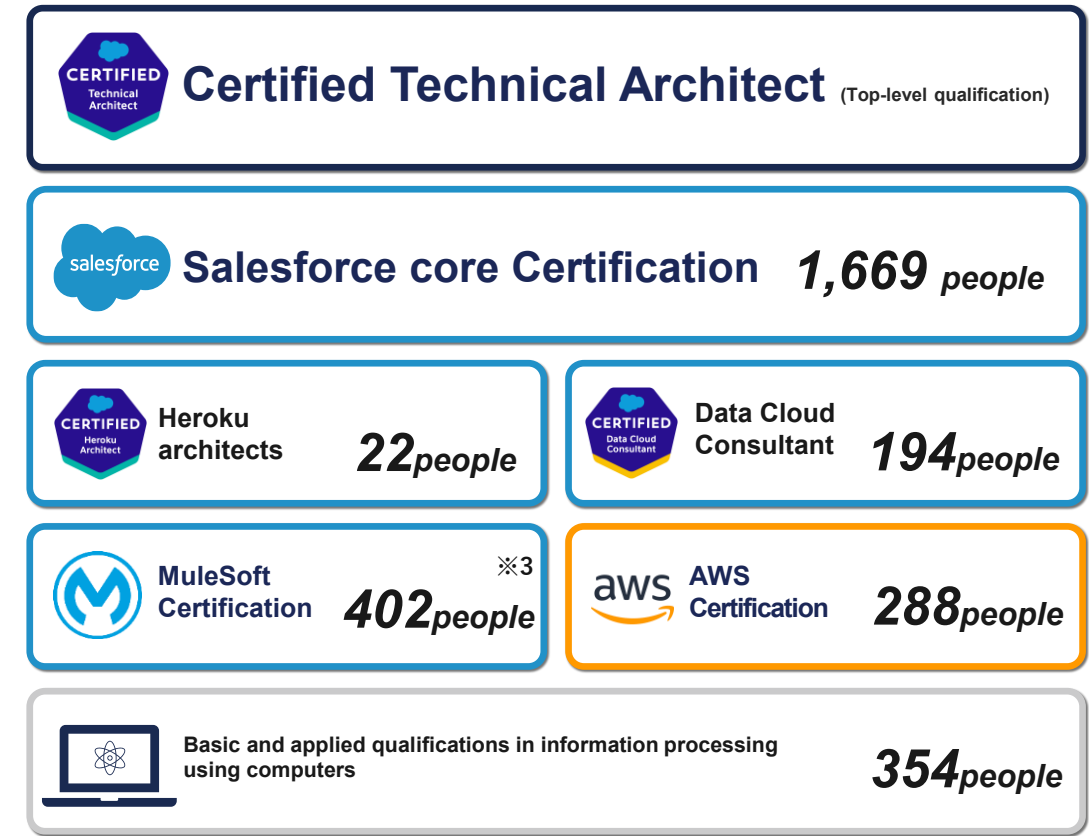 CERTIFIED
Technical
Architect
Certified Technical Architect (Top-level qualification)
salesforce
Salesforce core Certification 1,669 people
CERTIFIED
Heroku
Architect
Heroku
architects
22people
CERTIFIED
Data Cloud
Consultant
Data Cloud
Consultant
194people
MuleSoft
Certification
※3
402people
aws
AWS
Certification
288people
Basic and applied qualifications in information processing
using computers
354people